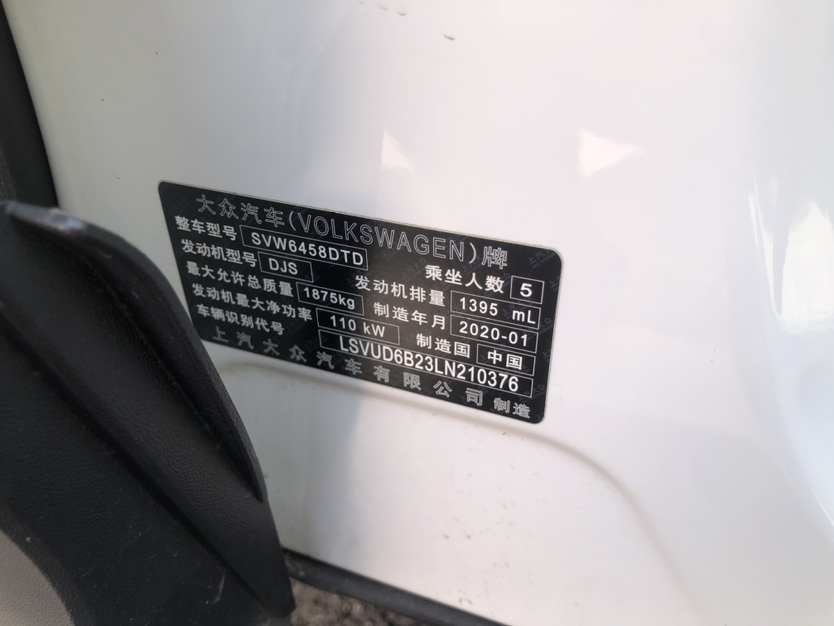 大众汽车(VOLKSWAGEN)牌
整车型号 SVW6458DTD 乘坐人数 5
发动机型号 DJS 发动机排量 1395 mL
最大允许总质量 1875kg 制造年月 2020-01
发动机最大净功率 110 kW 制造国 中国
车辆识别代号 LSVUD6B23LN210376
上汽大众汽车有限公司 制造